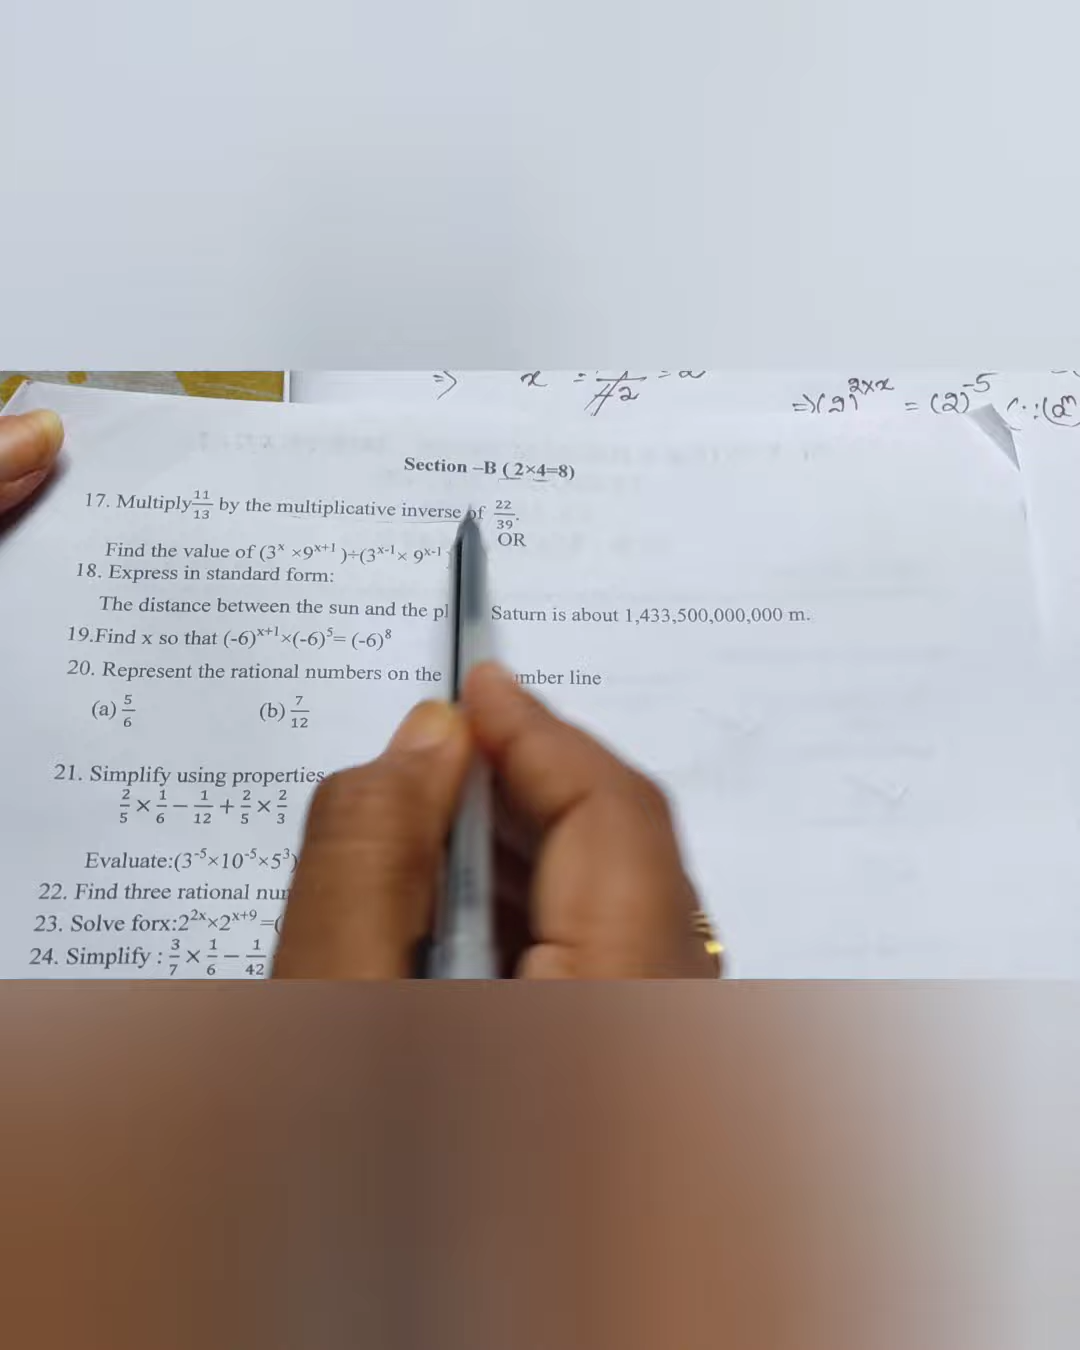 => x = /2 = 2
=>(2)^2×x = (2)^-5 (∵(a^m)
Section –B ( 2×4=8)
17. Multiply 11/13 by the multiplicative inverse of 22/39.
OR
Find the value of (3^x ×9^x+1 )÷(3^x-1× 9^x-1
18. Express in standard form:
The distance between the sun and the Saturn is about 1,433,500,000,000 m.
19.Find x so that (-6)^x+1×(-6)^5= (-6)^8
20. Represent the rational numbers on the line
(a) 5/6 (b) 7/12
21. Simplify using properties
2/5 × 1/6 − 1/12 + 2/5 × 2/3
Evaluate:(3^-5×10^-5×5^3)
22. Find three rational
23. Solve forx:2^2x×2^x+9=(
24. Simplify : 3/7 × 1/6 − 1/42